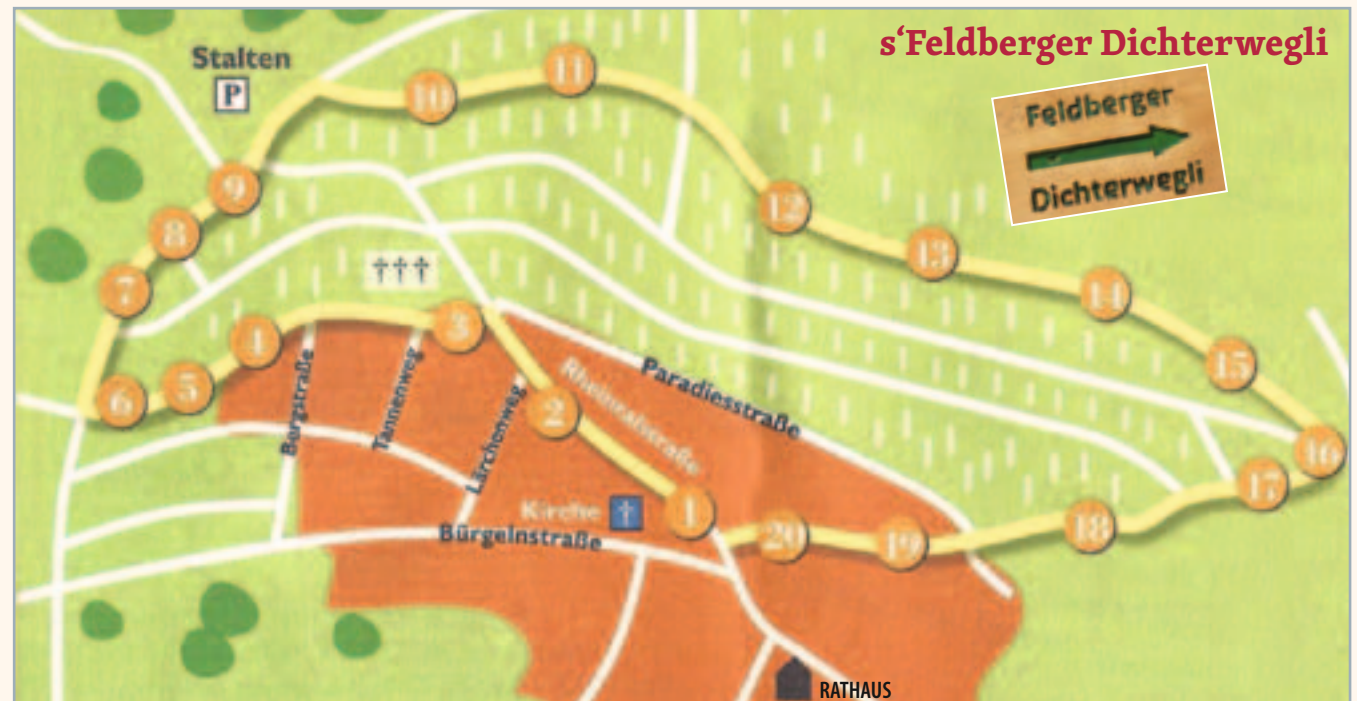 s‘Feldberger Dichterwegli
Feldberger
Dichterwegli
Stalten
P
11
10
9
8
7
12
13
14
15
16
†††
3
4
5
6
2
Burgstraße
Tannenweg
Lärchenweg
Rheintalstraße
Paradiesstraße
Kirche †
1
Bürgelnstraße
20
19
18
17
RATHAUS